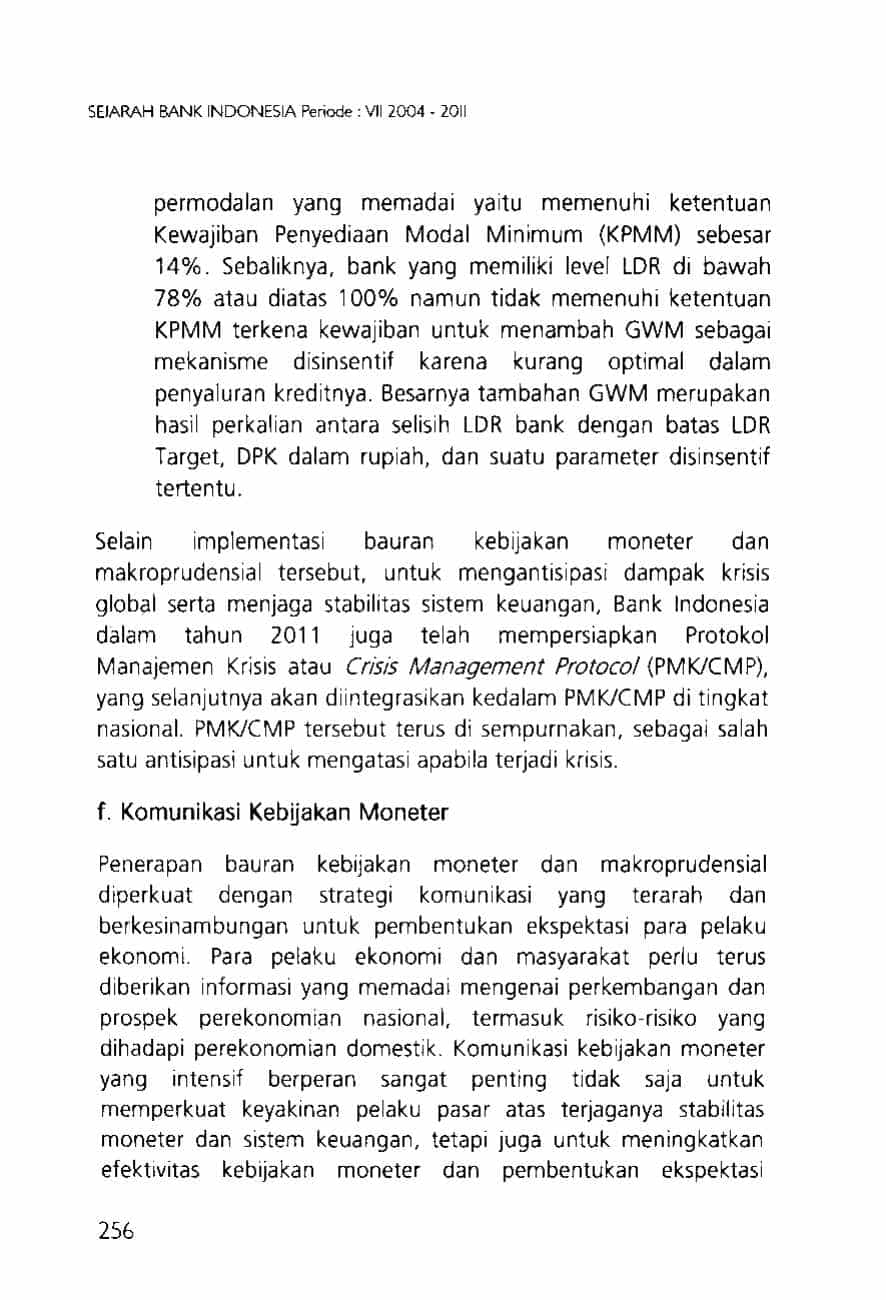 SEJARAH BANK INDONESIA Periode : VII 2004 - 2011
permodalan yang memadai yaitu memenuhi ketentuan
Kewajiban Penyediaan Modal Minimum (KPMM) sebesar
14%. Sebaliknya, bank yang memiliki level LDR di bawah
78% atau diatas 100% namun tidak memenuhi ketentuan
KPMM terkena kewajiban untuk menambah GWM sebagai
mekanisme disinsentif karena kurang optimal dalam
penyaluran kreditnya. Besarnya tambahan GWM merupakan
hasil perkalian antara selisih LDR bank dengan batas LDR
Target, DPK dalam rupiah, dan suatu parameter disinsentif
tertentu.
Selain implementasi bauran kebijakan moneter dan
makroprudensial tersebut, untuk mengantisipasi dampak krisis
global serta menjaga stabilitas sistem keuangan, Bank Indonesia
dalam tahun 2011 juga telah mempersiapkan Protokol
Manajemen Krisis atau Crisis Management Protocol (PMK/CMP),
yang selanjutnya akan diintegrasikan kedalam PMK/CMP di tingkat
nasional. PMK/CMP tersebut terus di sempurnakan, sebagai salah
satu antisipasi untuk mengatasi apabila terjadi krisis.
f. Komunikasi Kebijakan Moneter
Penerapan bauran kebijakan moneter dan makroprudensial
diperkuat dengan strategi komunikasi yang terarah dan
berkesinambungan untuk pembentukan ekspektasi para pelaku
ekonomi. Para pelaku ekonomi dan masyarakat perlu terus
diberikan informasi yang memadai mengenai perkembangan dan
prospek perekonomian nasional, termasuk risiko-risiko yang
dihadapi perekonomian domestik. Komunikasi kebijakan moneter
yang intensif berperan sangat penting tidak saja untuk
memperkuat keyakinan pelaku pasar atas terjaganya stabilitas
moneter dan sistem keuangan, tetapi juga untuk meningkatkan
efektivitas kebijakan moneter dan pembentukan ekspektasi
256